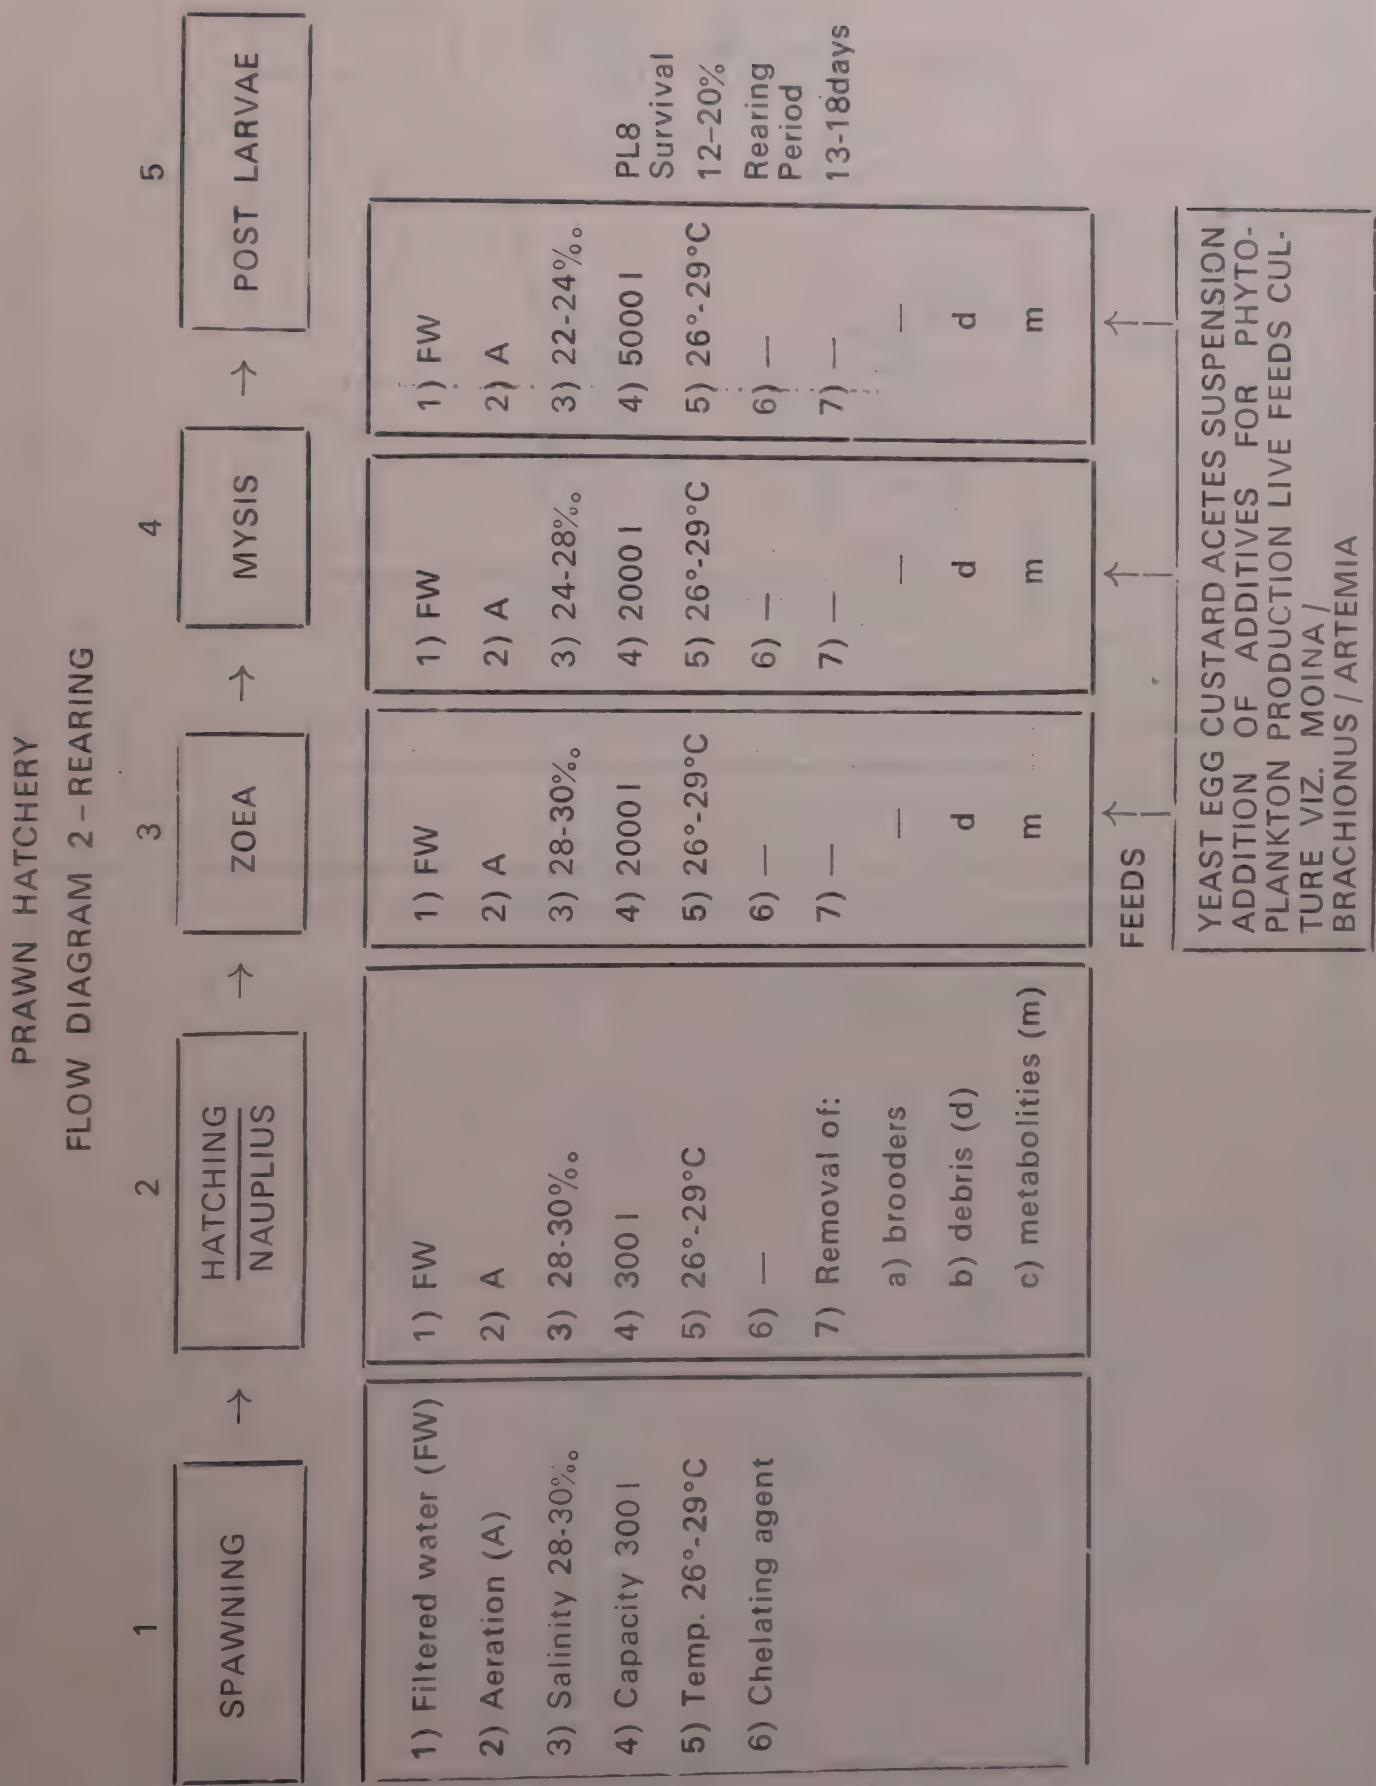 PRAWN HATCHERY
FLOW DIAGRAM 2-REARING
1
SPAWNING
→
2
HATCHING
NAUPLIUS
→
3
ZOEA
→
4
MYSIS
→
5
POST LARVAE
1) Filtered water (FW)
2) Aeration (A)
3) Salinity 28-30‰
4) Capacity 300 l
5) Temp. 26°-29°C
6) Chelating agent
1) FW
2) A
3) 28-30‰
4) 300 l
5) 26°-29°C
6) —
7) Removal of:
a) brooders
b) debris (d)
c) metabolities (m)
1) FW
2) A
3) 28-30‰
4) 2000 l
5) 26°-29°C
6) —
7) —
—
d
m
1) FW
2) A
3) 24-28‰
4) 2000 l
5) 26°-29°C
6) —
7) —
—
d
m
1) FW
2) A
3) 22-24‰
4) 5000 l
5) 26°-29°C
6) —
7) —
—
d
m
PL8
Survival
12-20%
Rearing
Period
13-18days
FEEDS
YEAST EGG CUSTARD ACETES SUSPENSION
ADDITION OF ADDITIVES FOR PHYTO-
PLANKTON PRODUCTION LIVE FEEDS CUL-
TURE VIZ. MOINA /
BRACHIONUS / ARTEMIA